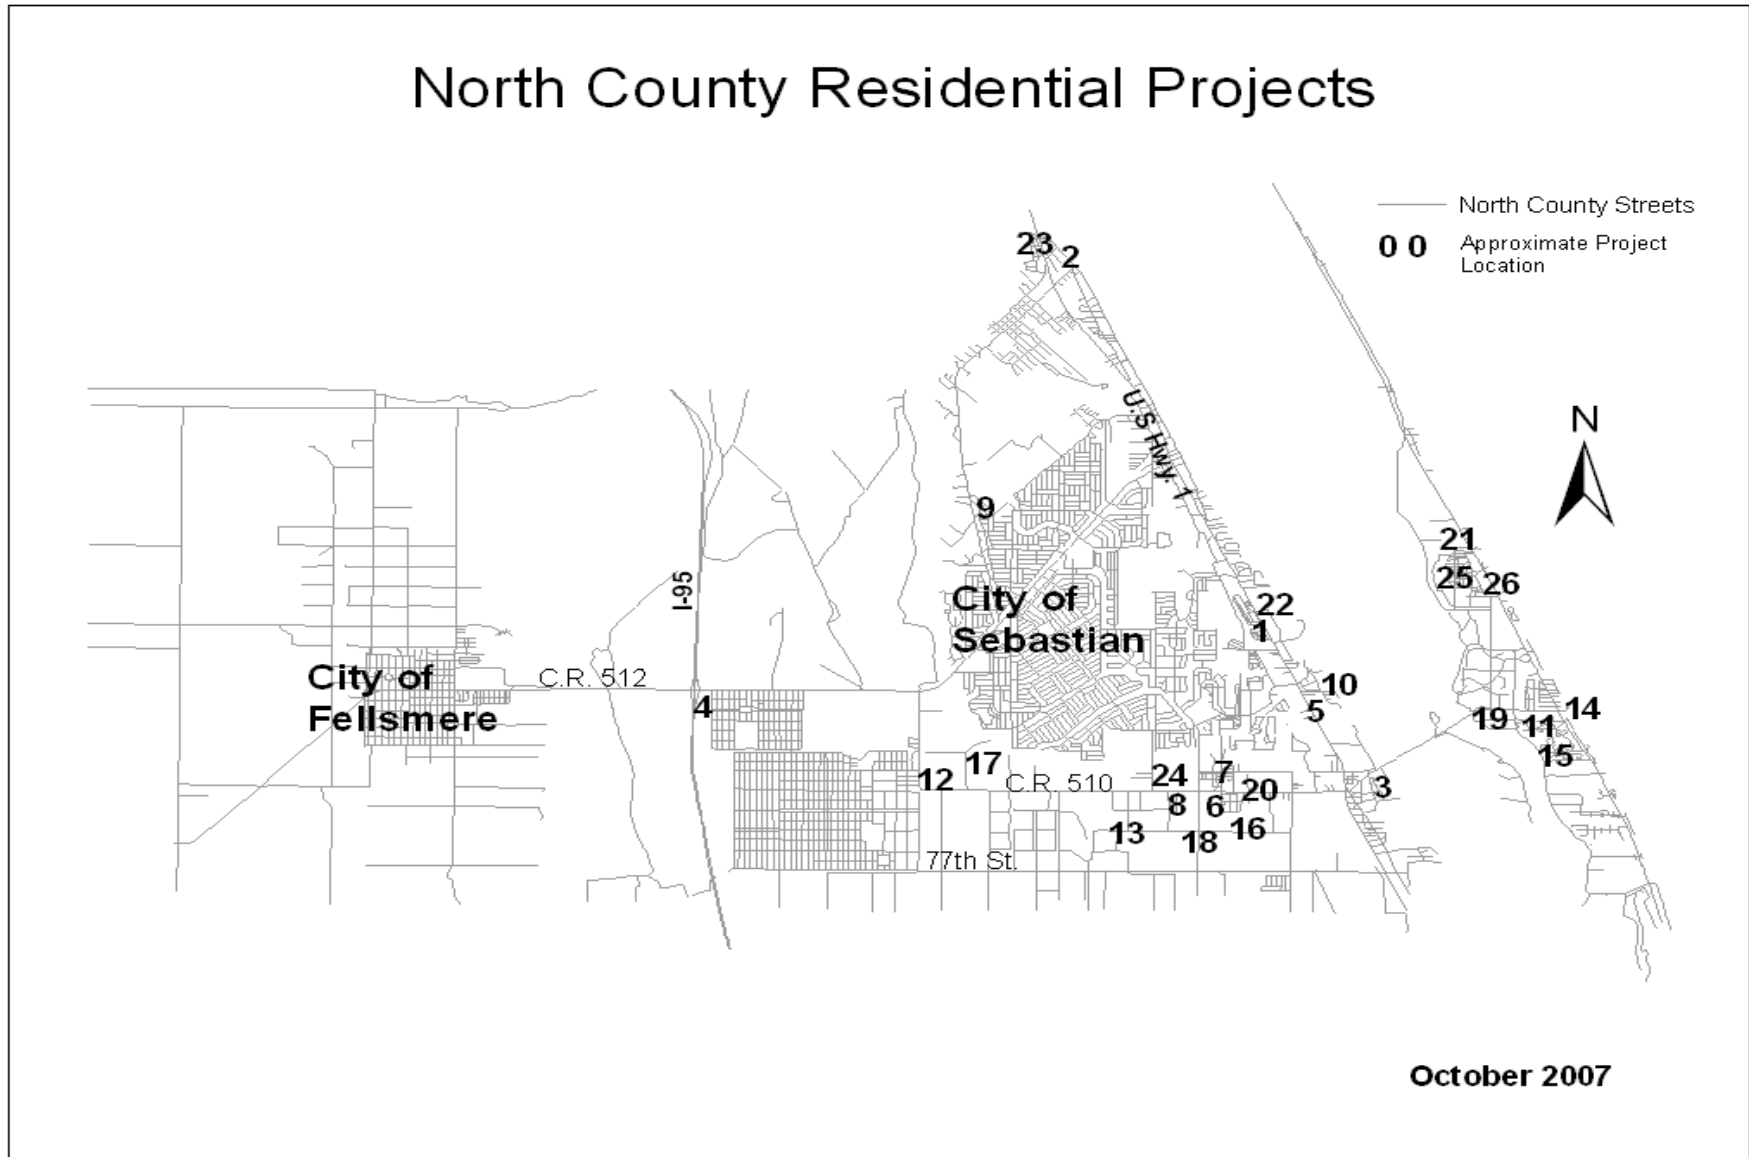 North County Residential Projects
North County Streets
0 0 Approximate Project
Location
23
2
U.S Hwy. 1
N
9
21
25
26
I-95
City of
Sebastian
22
1
City of
Fellsmere
C.R. 512
4
10
5
14
19
11
15
17
12
C.R. 510
24
7
20
3
8
6
13
18
16
77th St.
October 2007